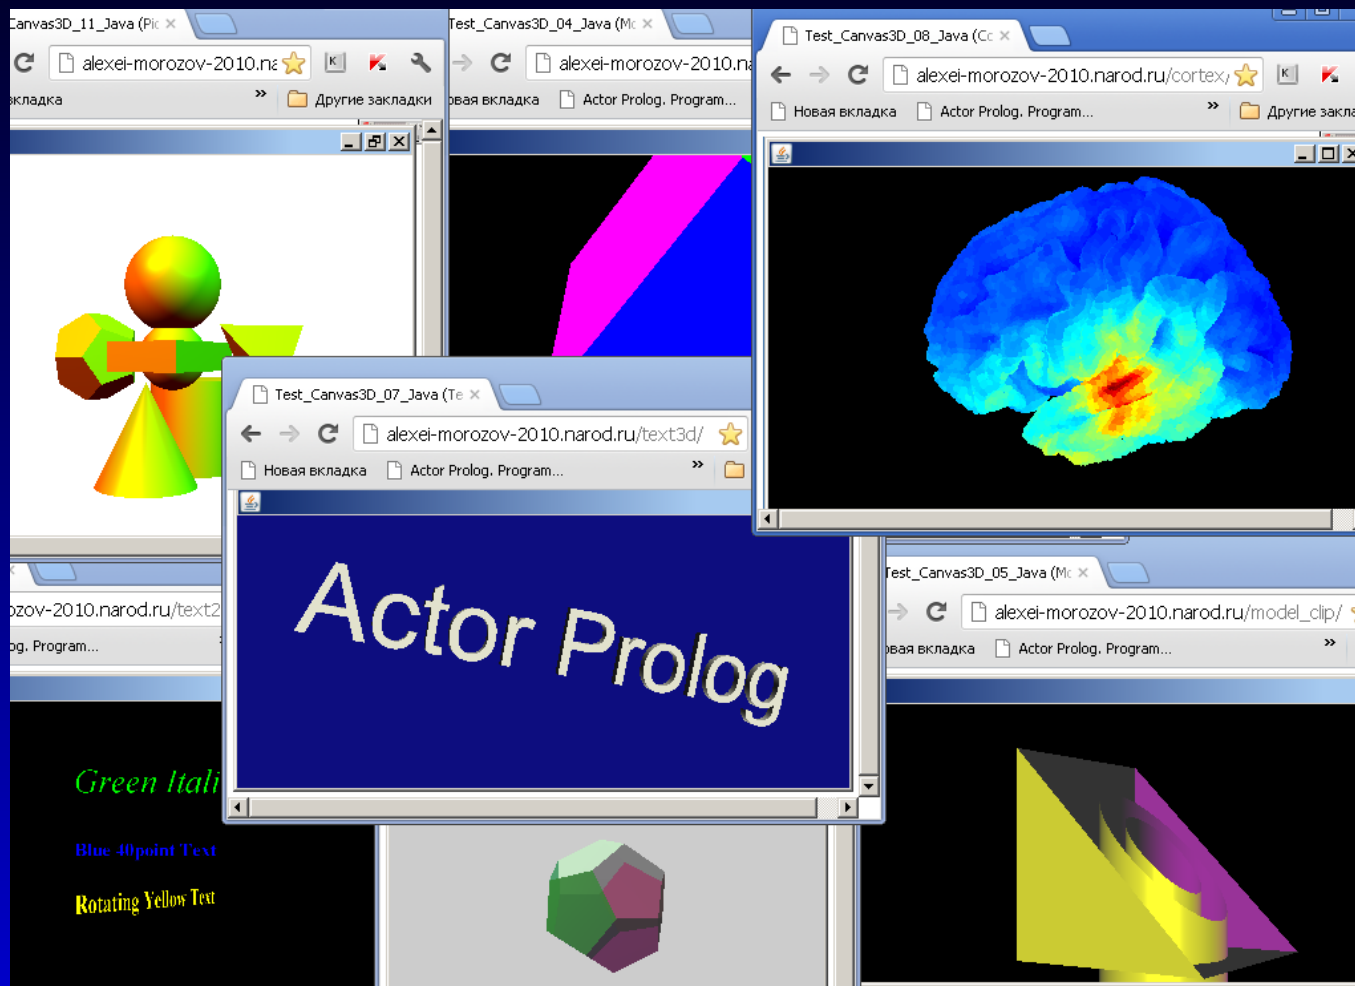 Canvas3D_11_Java (Pic
alexei-morozov-2010.na
кладка » Другие закладки
Test_Canvas3D_04_Java (Mc
alexei-morozov-2010.na
вая вкладка Actor Prolog. Program...
Test_Canvas3D_08_Java (Cc
alexei-morozov-2010.narod.ru/cortex/
Новая вкладка Actor Prolog. Program... » Другие закла
Test_Canvas3D_07_Java (Te
alexei-morozov-2010.narod.ru/text3d/
Новая вкладка Actor Prolog. Program... »
Actor Prolog
ozov-2010.narod.ru/text2
og. Program...
Green Itali
Blue 40point Text
Rotating Yellow Text
Test_Canvas3D_05_Java (Mc
alexei-morozov-2010.narod.ru/model_clip/
вая вкладка Actor Prolog. Program... »